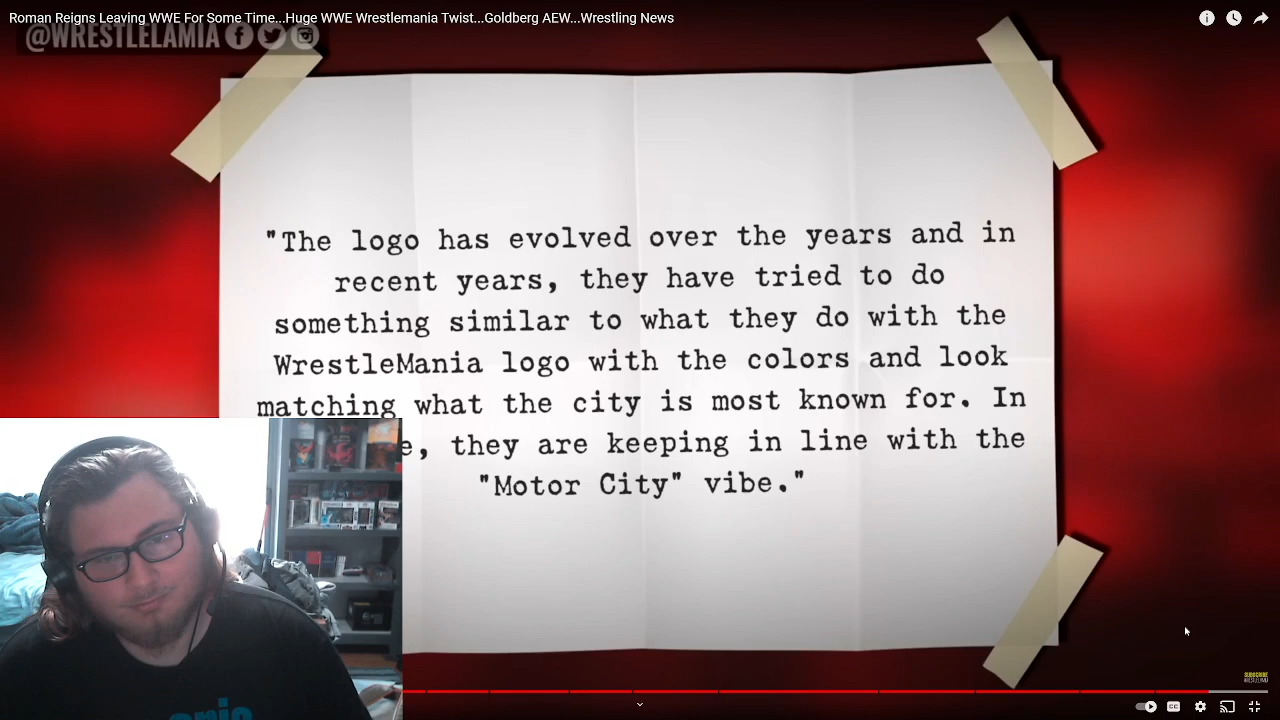 Roman Reigns Leaving WWE For Some Time...Huge WWE Wrestlemania Twist...Goldberg AEW...Wrestling News
@WRESTLELAMIA
"The logo has evolved over the years and in
recent years, they have tried to do
something similar to what they do with the
WrestleMania logo with the colors and look
matching what the city is most known for. In
e, they are keeping in line with the
"Motor City" vibe."
SUBSCRIBE
WRESTLELAMIA
CC